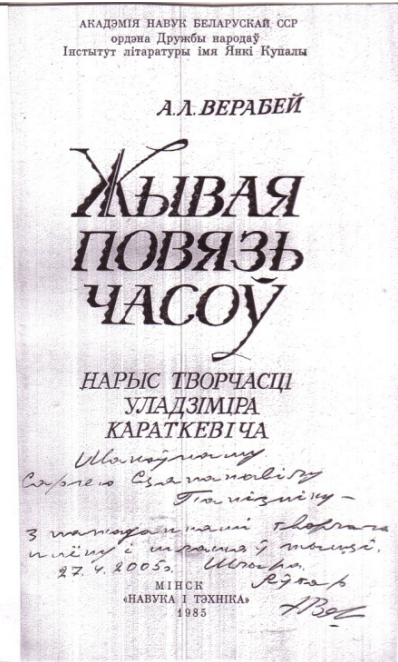 АКАДЭМІЯ НАВУК БЕЛАРУСКАЙ ССР
ордэна Дружбы народаў
Інстытут літаратуры імя Янкі Купалы
А.Л.ВЕРАБЕЙ
ЖЫВАЯ
ПОВЯЗЬ
ЧАСОЎ
НАРЫС ТВОРЧАСЦІ
УЛАДЗІМІРА
КАРАТКЕВІЧА
Шаноўнаму
Сяргею Сцяпанавічу
Панізніку —
З пажаданнямі творчага
плёну і шчасця ў жыцці.
27.4.2005г. Шчыра.
Аўтар
МІНСК
«НАВУКА І ТЭХНІКА»
1985